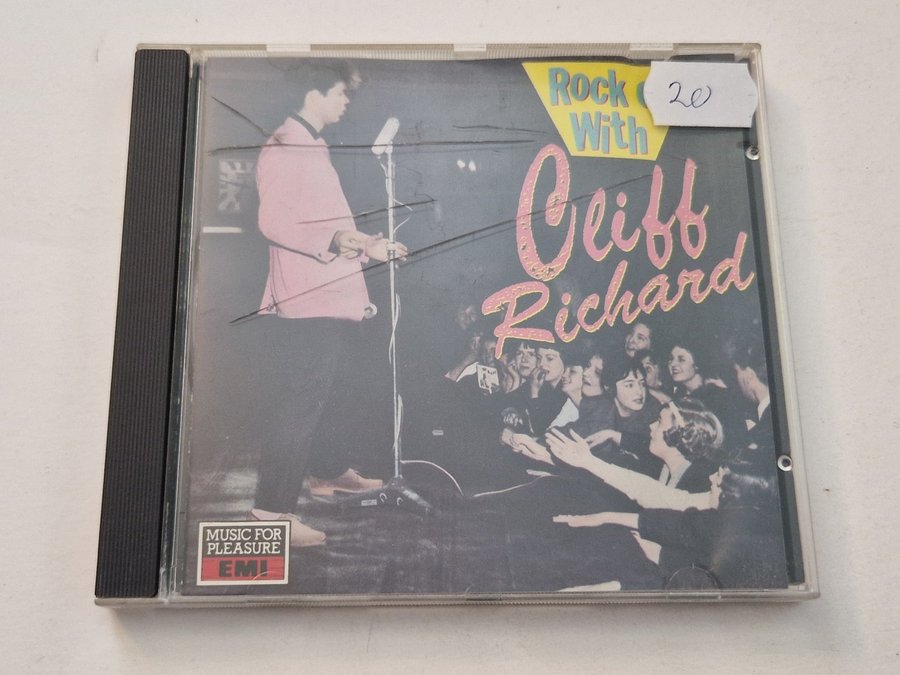 Rock
With
20
Cliff
Richard
MUSIC FOR
PLEASURE
EMI